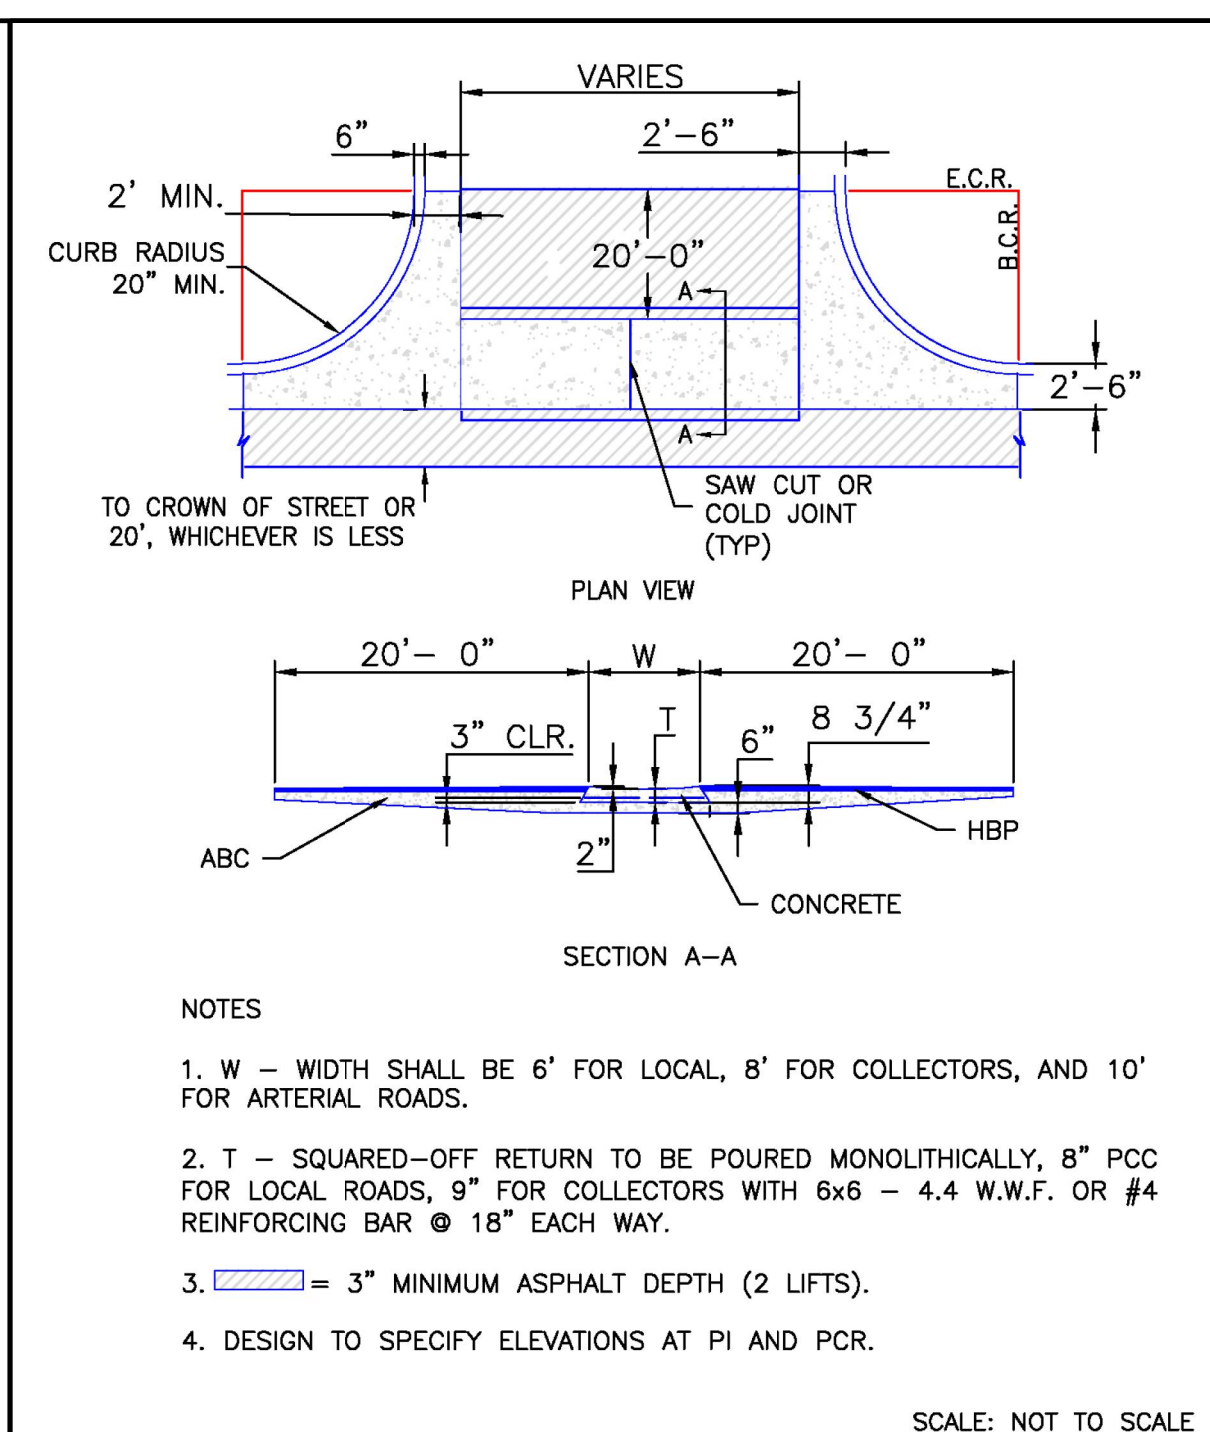 VARIES
6”
2’-6”
E.C.R.
2’ MIN.
B.C.R.
CURB RADIUS
20” MIN.
20’-0”
A
2’-6”
A
SAW CUT OR
COLD JOINT
(TYP)
TO CROWN OF STREET OR
20’, WHICHEVER IS LESS
PLAN VIEW
20’- 0”
W
20’- 0”
3” CLR.
T
6”
8 3/4”
ABC
2”
HBP
CONCRETE
SECTION A-A
NOTES
1. W - WIDTH SHALL BE 6’ FOR LOCAL, 8’ FOR COLLECTORS, AND 10’
FOR ARTERIAL ROADS.
2. T - SQUARED-OFF RETURN TO BE POURED MONOLITHICALLY, 8” PCC
FOR LOCAL ROADS, 9” FOR COLLECTORS WITH 6x6 - 4.4 W.W.F. OR #4
REINFORCING BAR @ 18” EACH WAY.
3. = 3” MINIMUM ASPHALT DEPTH (2 LIFTS).
4. DESIGN TO SPECIFY ELEVATIONS AT PI AND PCR.
SCALE: NOT TO SCALE